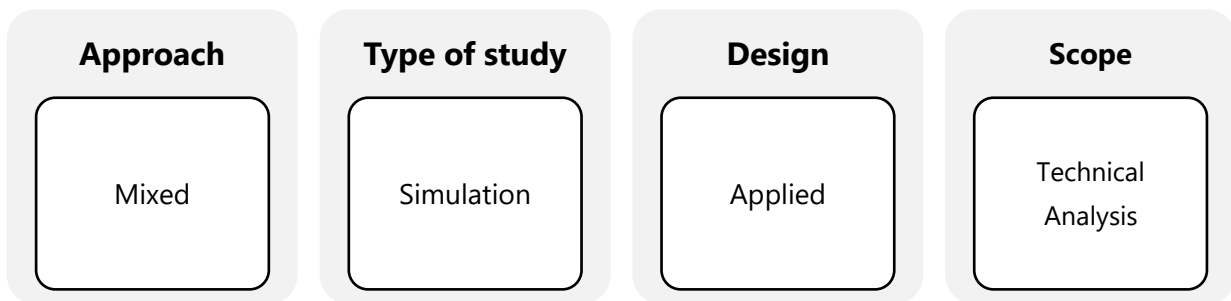 Approach
Mixed
Type of study
Simulation
Design
Applied
Scope
Technical
Analysis